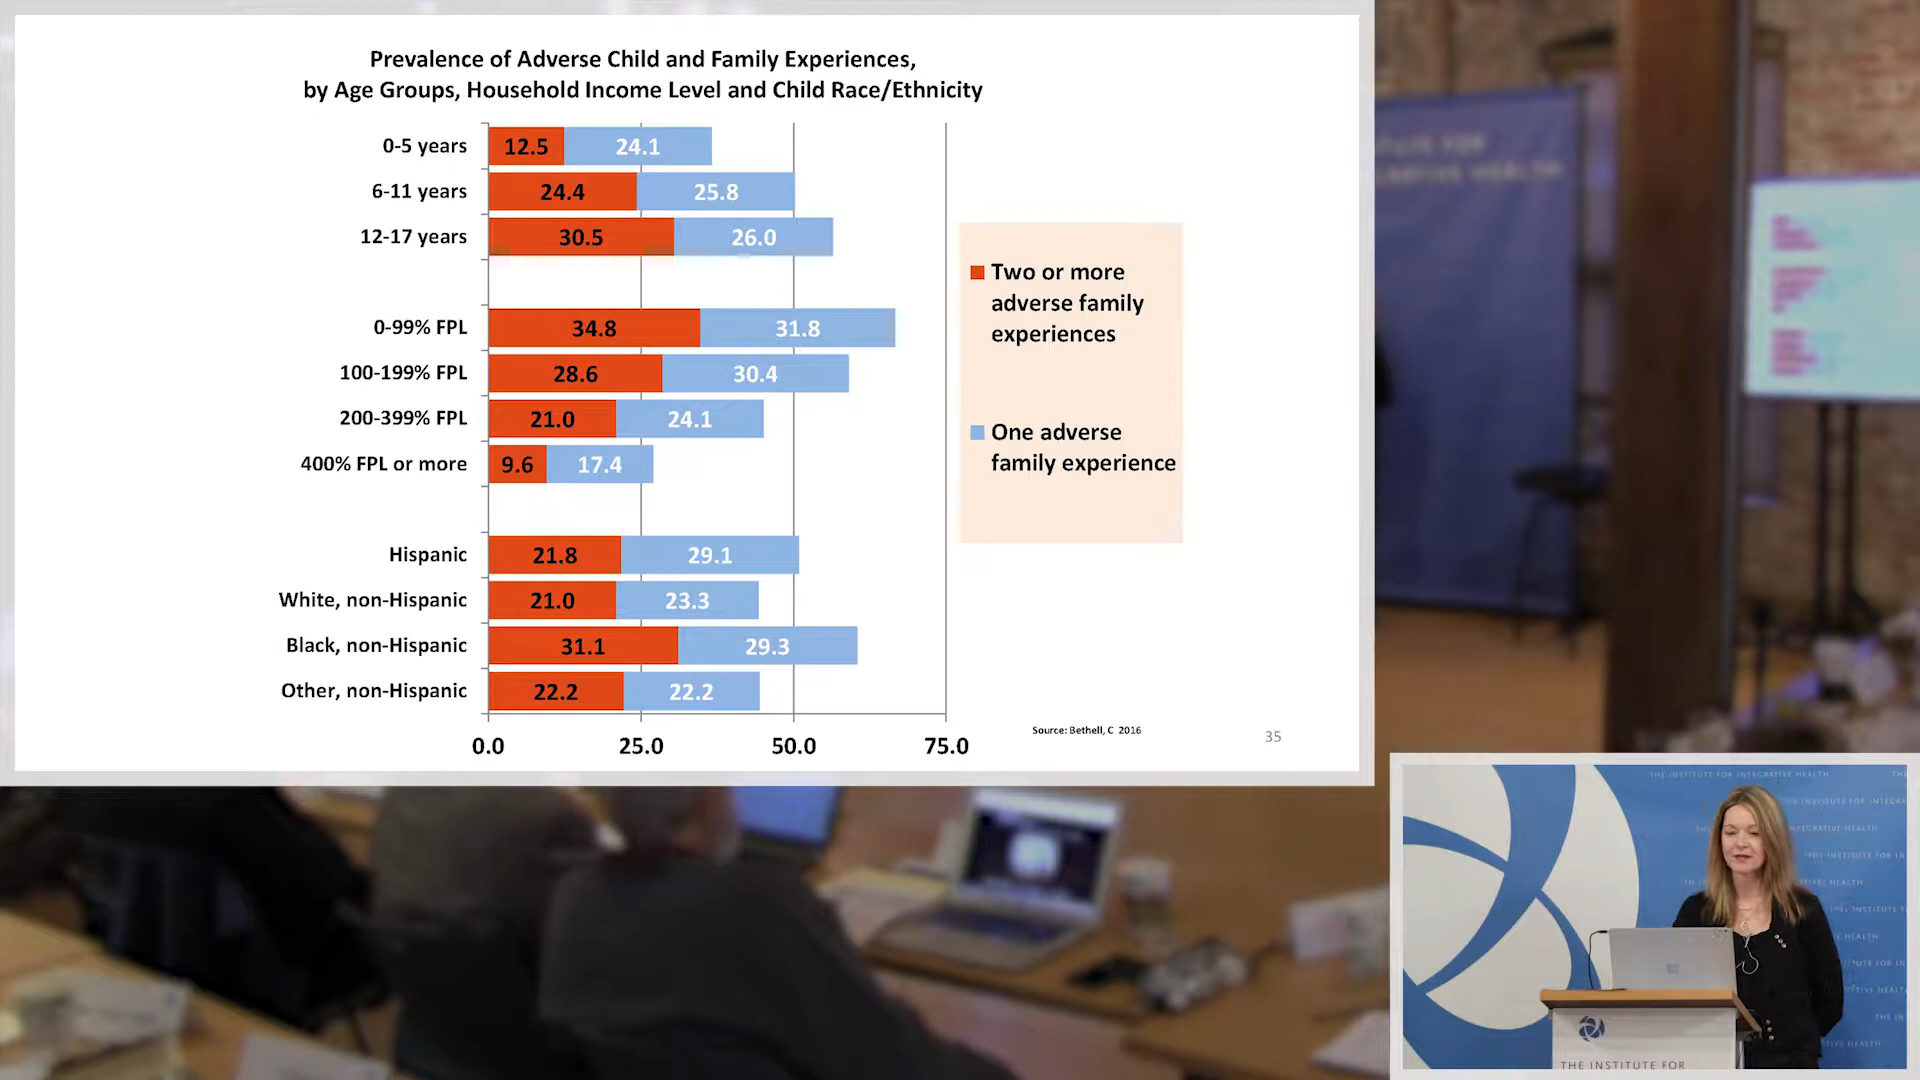 Prevalence of Adverse Child and Family Experiences,
by Age Groups, Household Income Level and Child Race/Ethnicity
0-5 years 12.5 24.1
6-11 years 24.4 25.8
12-17 years 30.5 26.0
0-99% FPL 34.8 31.8
100-199% FPL 28.6 30.4
200-399% FPL 21.0 24.1
400% FPL or more 9.6 17.4
Hispanic 21.8 29.1
White, non-Hispanic 21.0 23.3
Black, non-Hispanic 31.1 29.3
Other, non-Hispanic 22.2 22.2
0.0 25.0 50.0 75.0
Two or more
adverse family
experiences
One adverse
family experience
Source: Bethell, C 2016
35
THE INSTITUTE FOR INTEGRATIVE HEALTH
THE INSTITUTE FOR